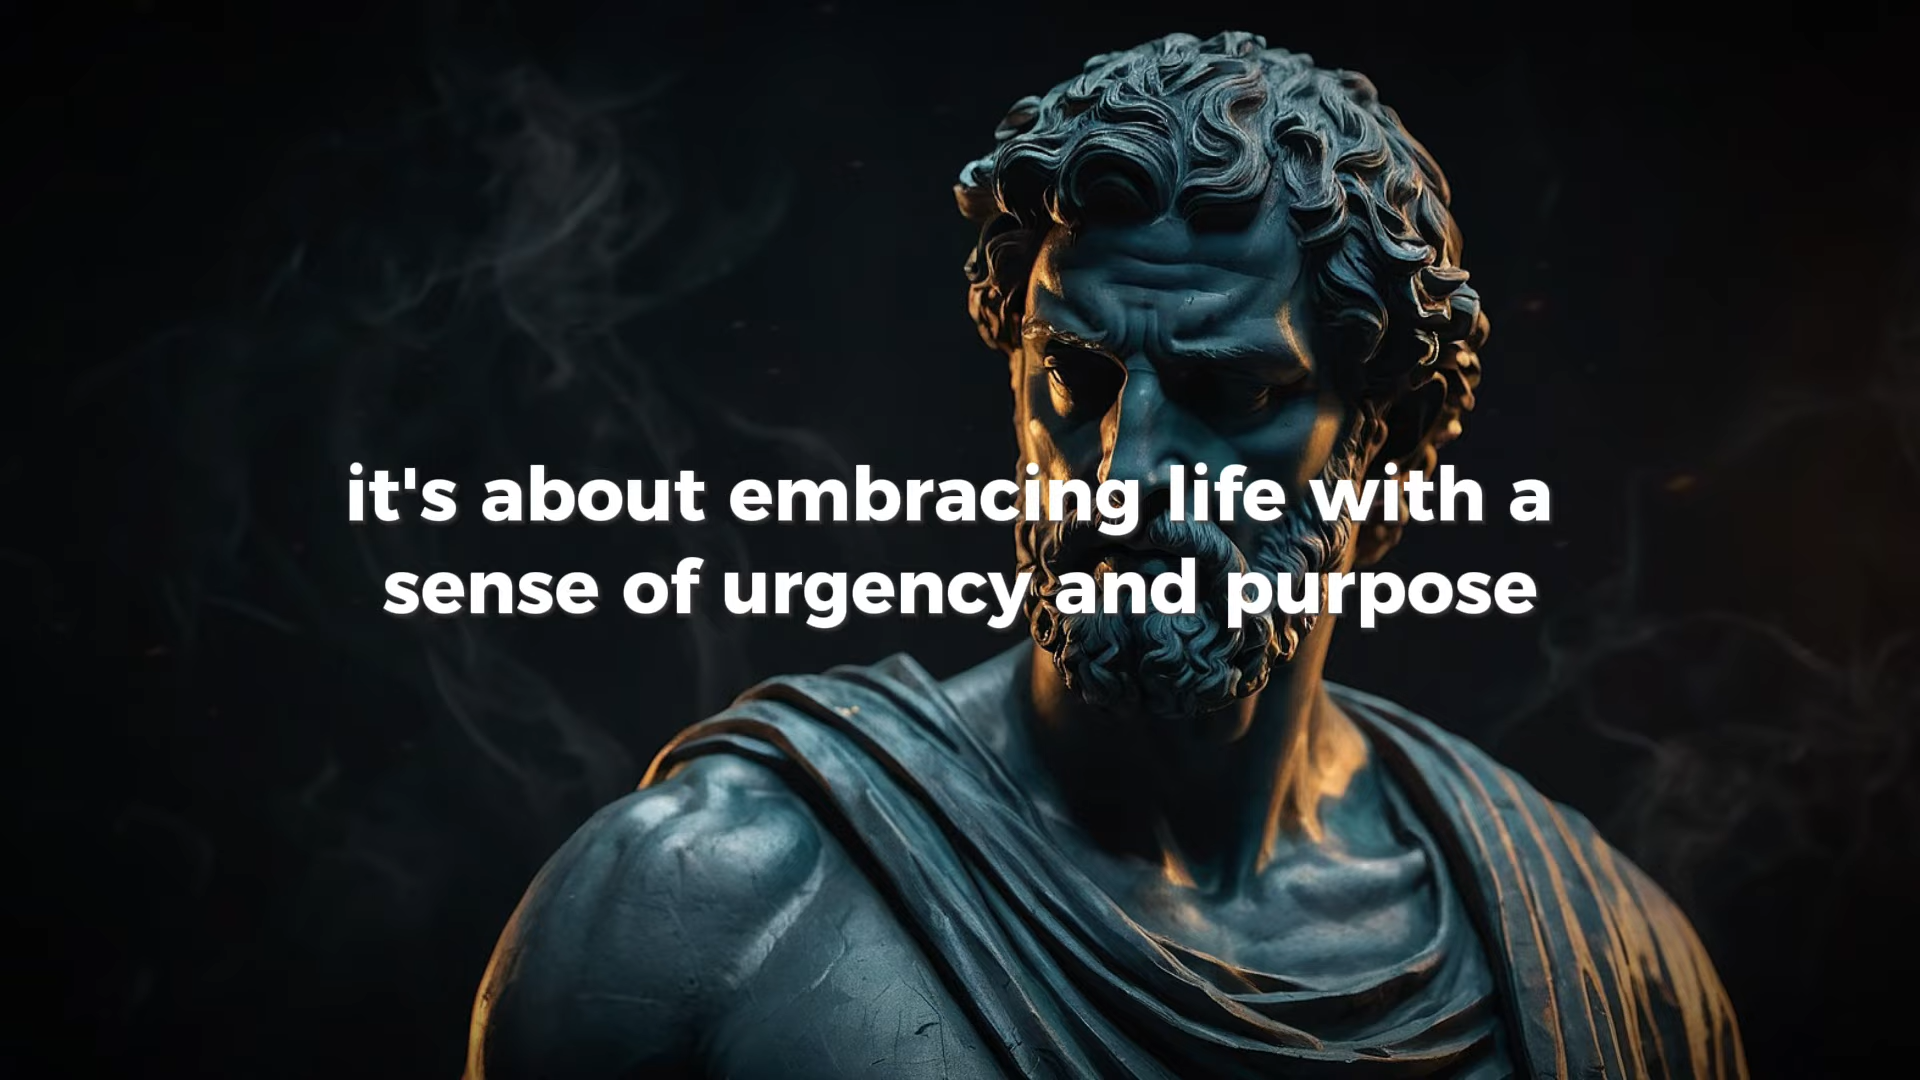 it's about embracing life with a
sense of urgency and purpose